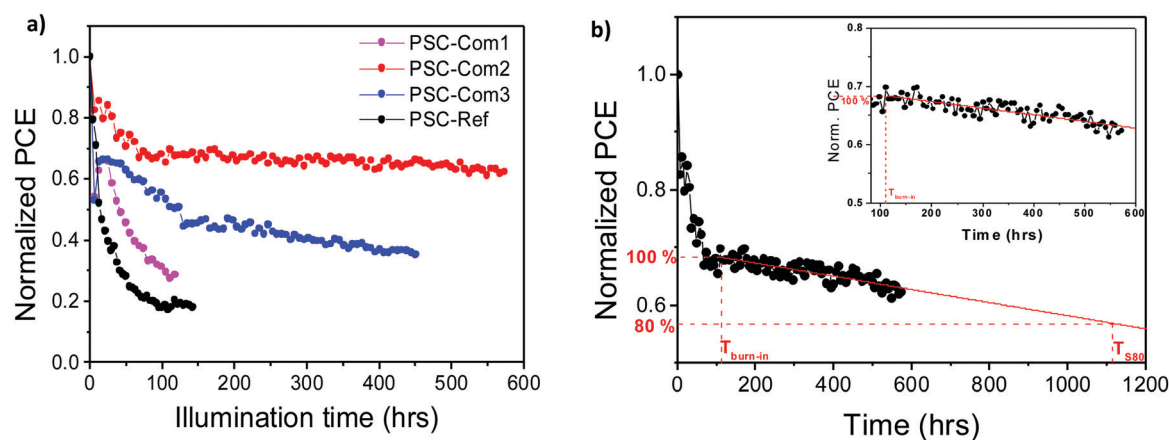 a)
PSC-Com1
PSC-Com2
PSC-Com3
PSC-Ref
1.0
0.8
0.6
0.4
0.2
0.0
Normalized PCE
0 100 200 300 400 500 600
Illumination time (hrs)
b)
1.0
0.8
0.6
Normalized PCE
100 %
80 %
T burn-in
T S80
0 200 400 600 800 1000 1200
Time (hrs)
0.8
0.7
0.6
0.5
Norm. PCE
100 %
T burn-in
100 200 300 400 500 600
Time (hrs)